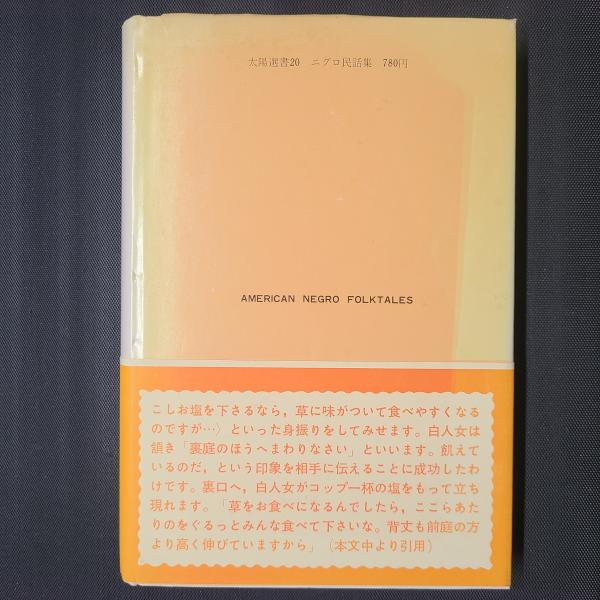 太陽選書20　ニグロ民話集　780円
AMERICAN NEGRO FOLKTALES
こしお塩を下さるなら，草に味がついて食べやすくなる
のですが…〉といった身振りをしてみせます。白人女は
頷き「裏庭のほうへまわりなさい」といいます。飢えて
いるのだ，という印象を相手に伝えることに成功したわ
けです。裏口へ，白人女がコップ一杯の塩をもって立ち
現れます。「草をお食べになるんでしたら，ここらあた
りのをぐるっとみんな食べて下さいな。背丈も前庭の方
より高く伸びていますから」（本文中より引用）